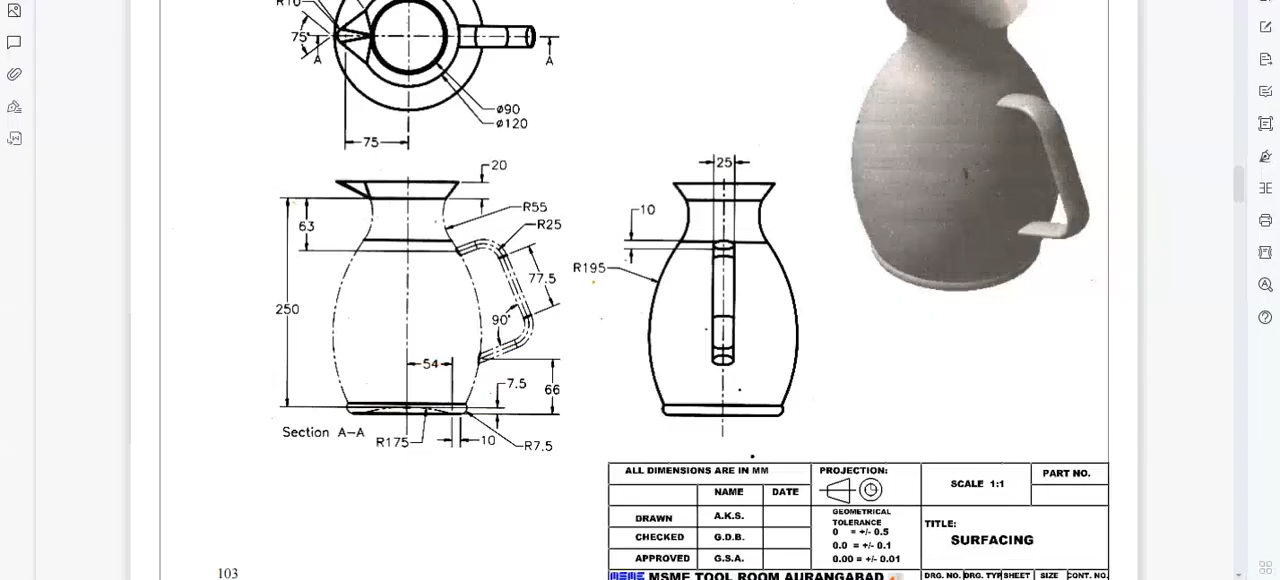 R10
75°
A
A
ø90
ø120
75
20
63
R55
R25
77.5
250
90°
54
7.5
66
Section A-A
R175
10
R7.5
25
10
R195
ALL DIMENSIONS ARE IN MM
PROJECTION:
SCALE 1:1
PART NO.
NAME
DATE
DRAWN
A.K.S.
CHECKED
G.D.B.
APPROVED
G.S.A.
GEOMETRICAL
TOLERANCE
0 = +/- 0.5
0.0 = +/- 0.1
0.00 = +/- 0.01
TITLE:
SURFACING
MSME MSME TOOL ROOM AURANGABAD
DRG. NO. DRG. TYP SHEET SIZE CONT. NO.
103